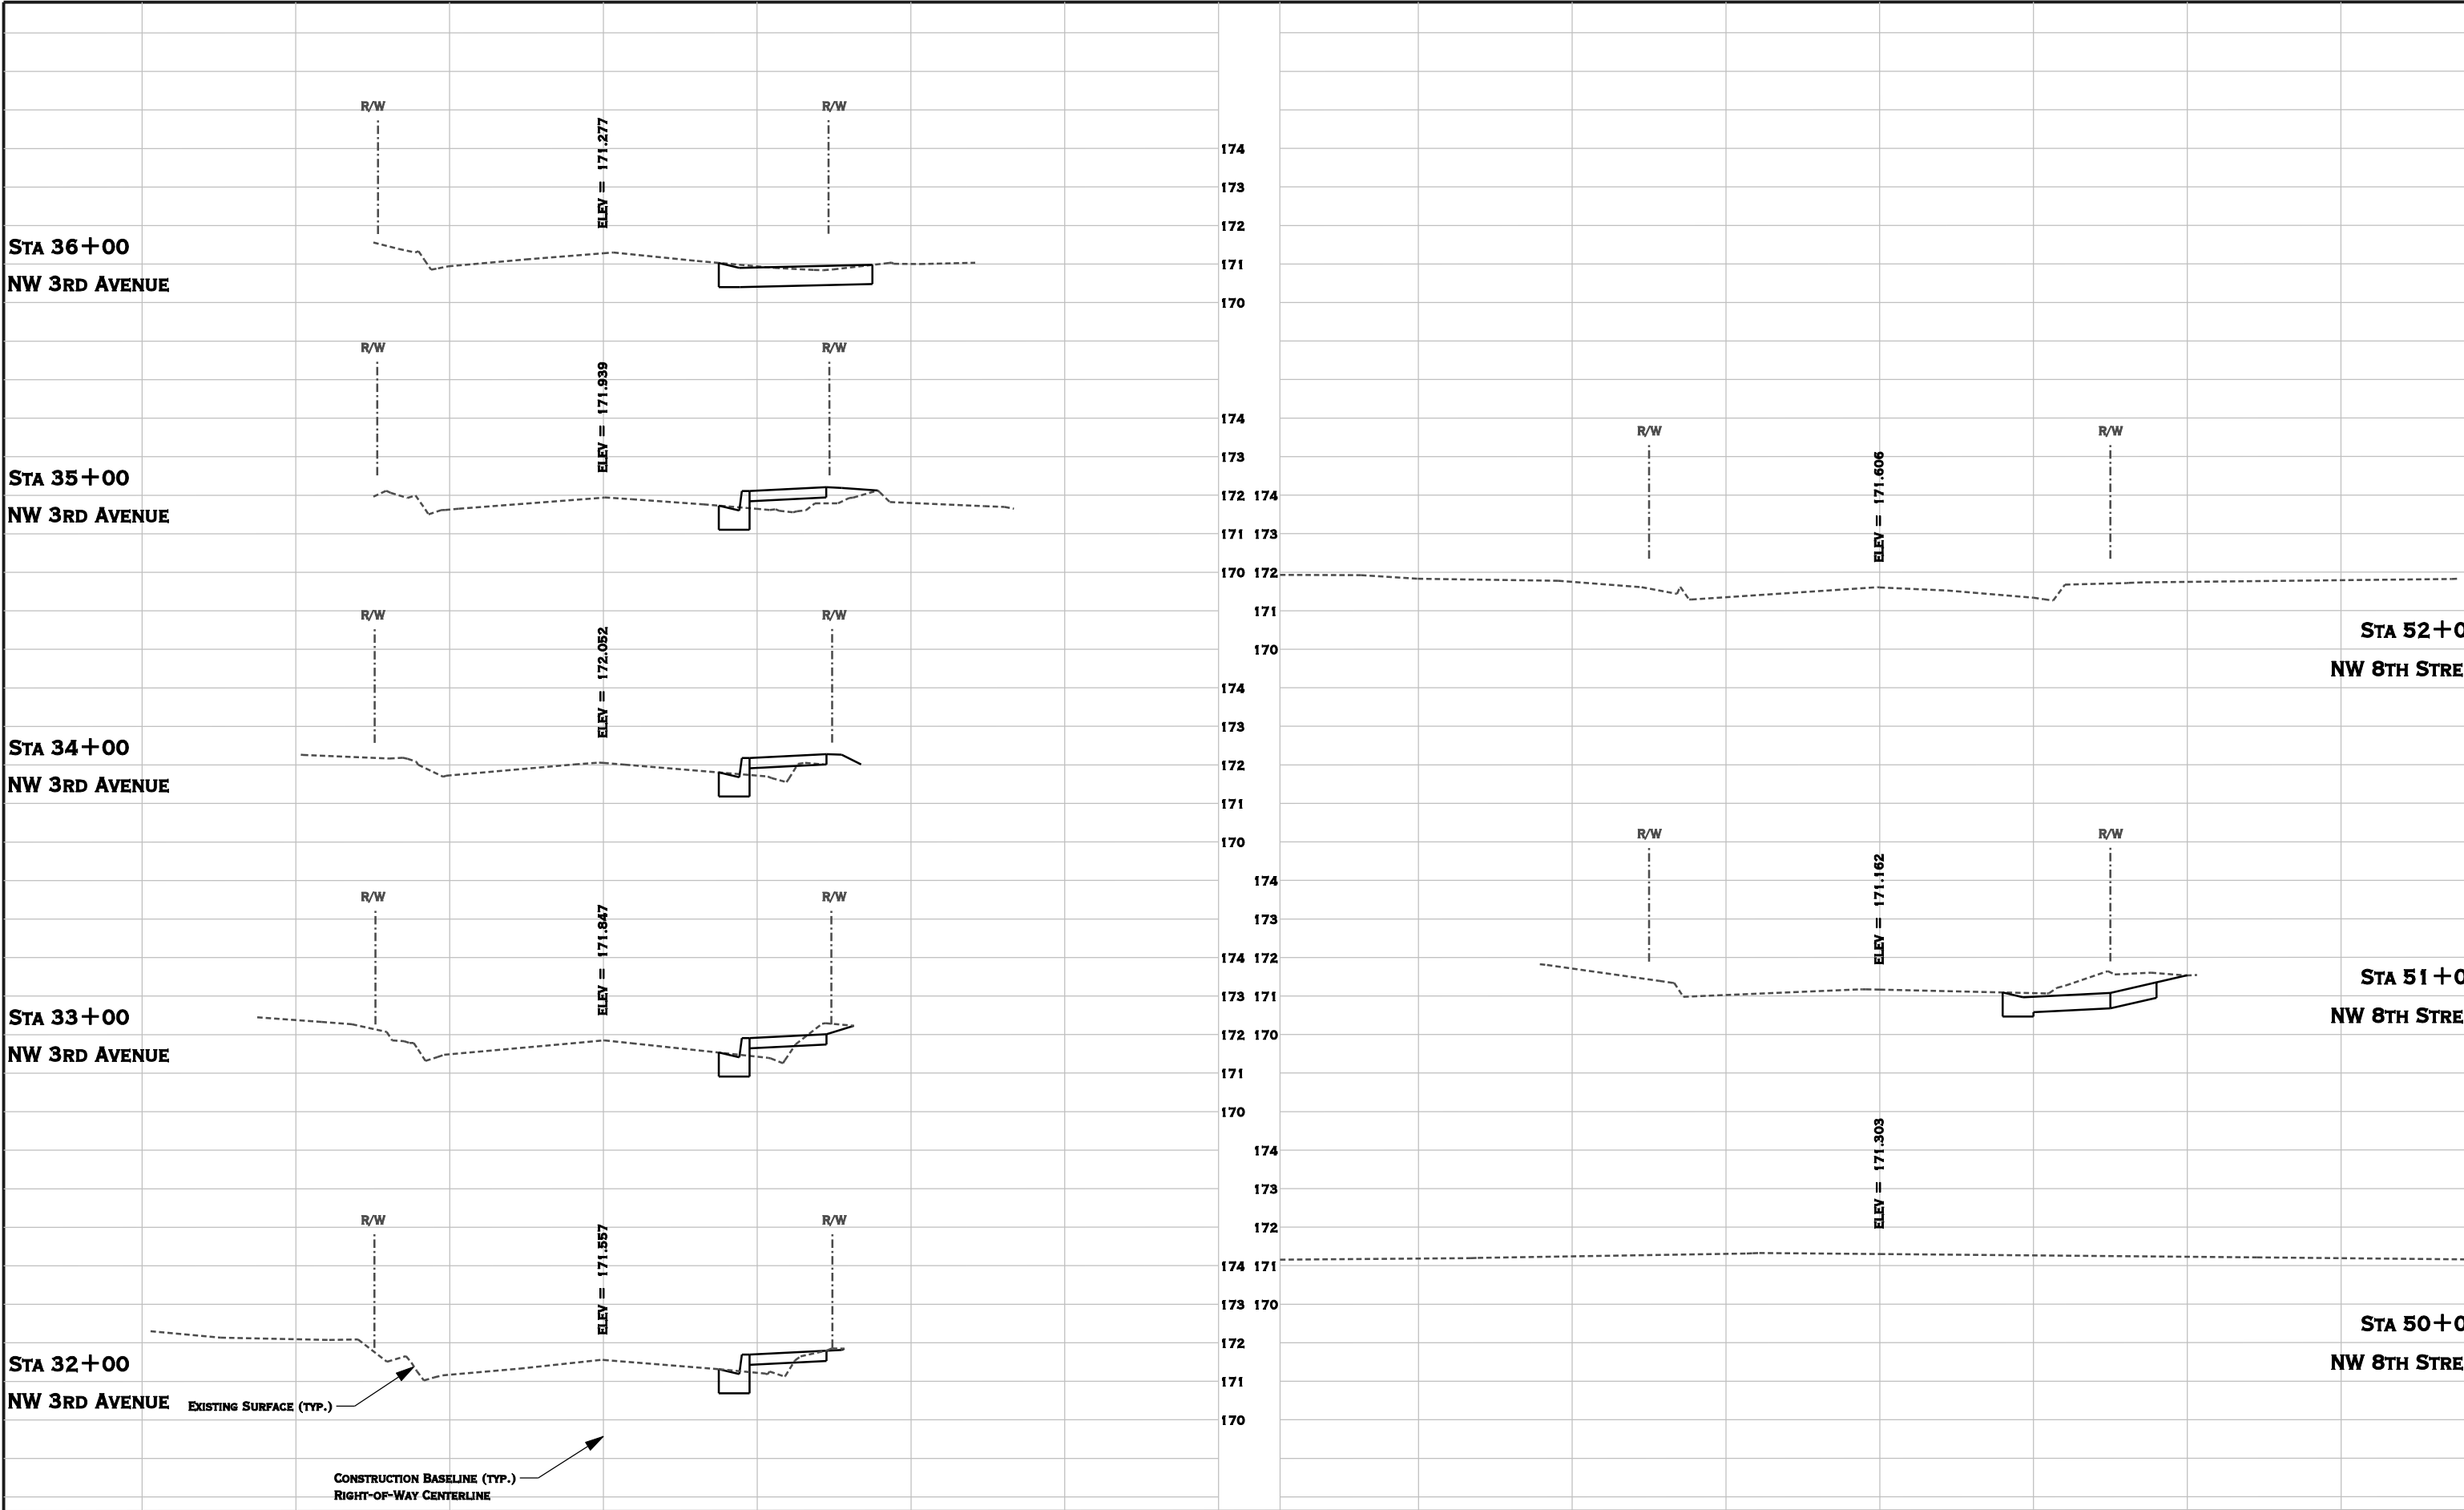 R/W
R/W
ELEV = 171.277
174
173
172
171
170
STA 36+00
NW 3RD AVENUE
R/W
R/W
ELEV = 171.939
174
173
172
171
170
STA 35+00
NW 3RD AVENUE
R/W
R/W
ELEV = 172.052
174
173
172
171
170
STA 34+00
NW 3RD AVENUE
R/W
R/W
ELEV = 171.847
174
173
172
171
170
STA 33+00
NW 3RD AVENUE
R/W
R/W
ELEV = 171.557
174
173
172
171
170
STA 32+00
NW 3RD AVENUE
EXISTING SURFACE (TYP.)
CONSTRUCTION BASELINE (TYP.)
RIGHT-OF-WAY CENTERLINE
R/W
R/W
ELEV = 171.606
174
173
172
171
170
STA 52+0
NW 8TH STRE
R/W
R/W
ELEV = 171.162
174
173
172
171
170
STA 51+0
NW 8TH STRE
ELEV = 171.303
174
173
172
171
170
STA 50+0
NW 8TH STRE